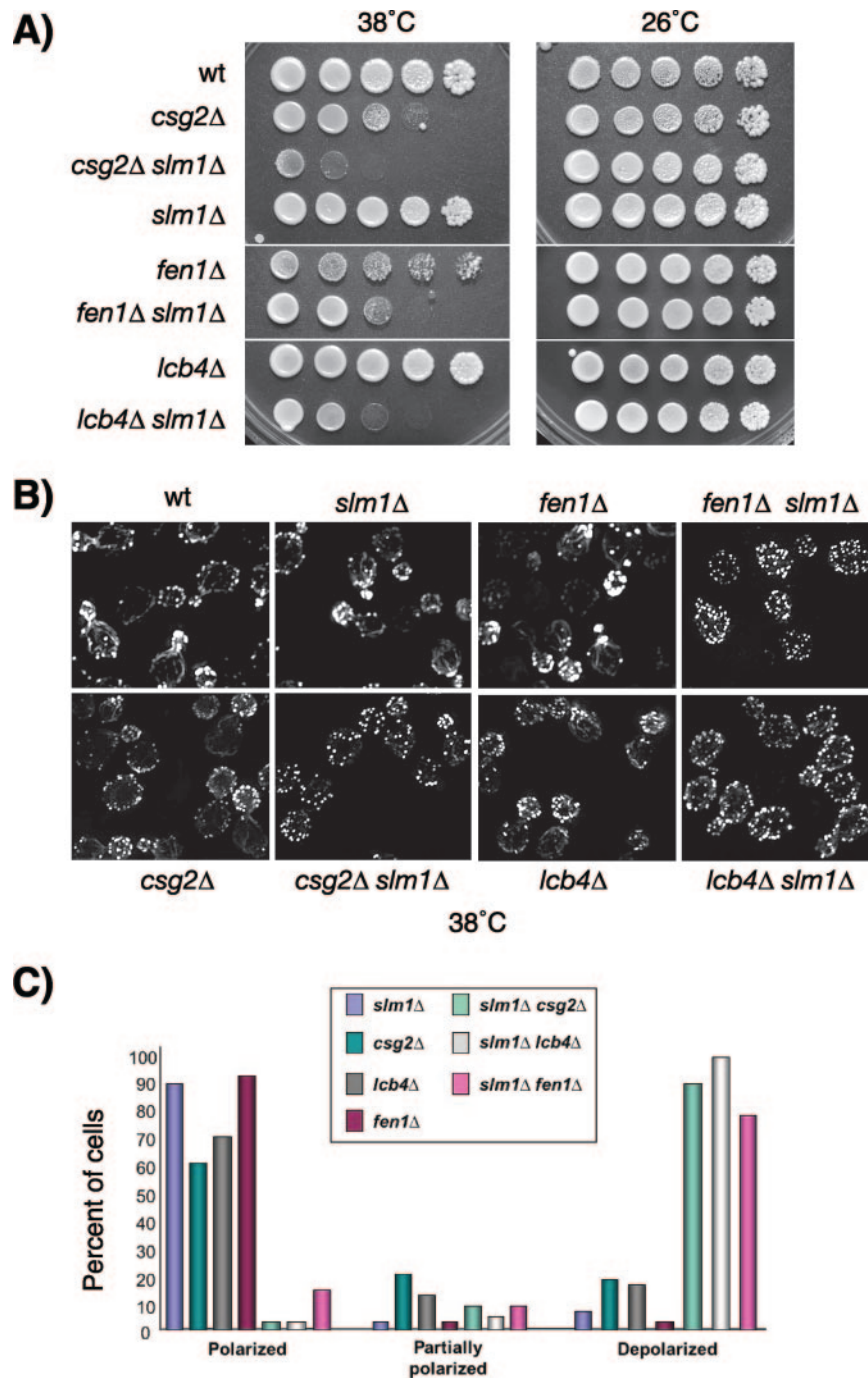 A)
38°C 26°C
wt
csg2Δ
csg2Δ slm1Δ
slm1Δ
fen1Δ
fen1Δ slm1Δ
lcb4Δ
lcb4Δ slm1Δ
B)
wt slm1Δ fen1Δ fen1Δ slm1Δ
csg2Δ csg2Δ slm1Δ lcb4Δ lcb4Δ slm1Δ
38°C
C)
slm1Δ slm1Δ csg2Δ
csg2Δ slm1Δ lcb4Δ
lcb4Δ slm1Δ fen1Δ
fen1Δ
Percent of cells
100
90
80
70
60
50
40
30
20
10
0
Polarized Partially polarized Depolarized